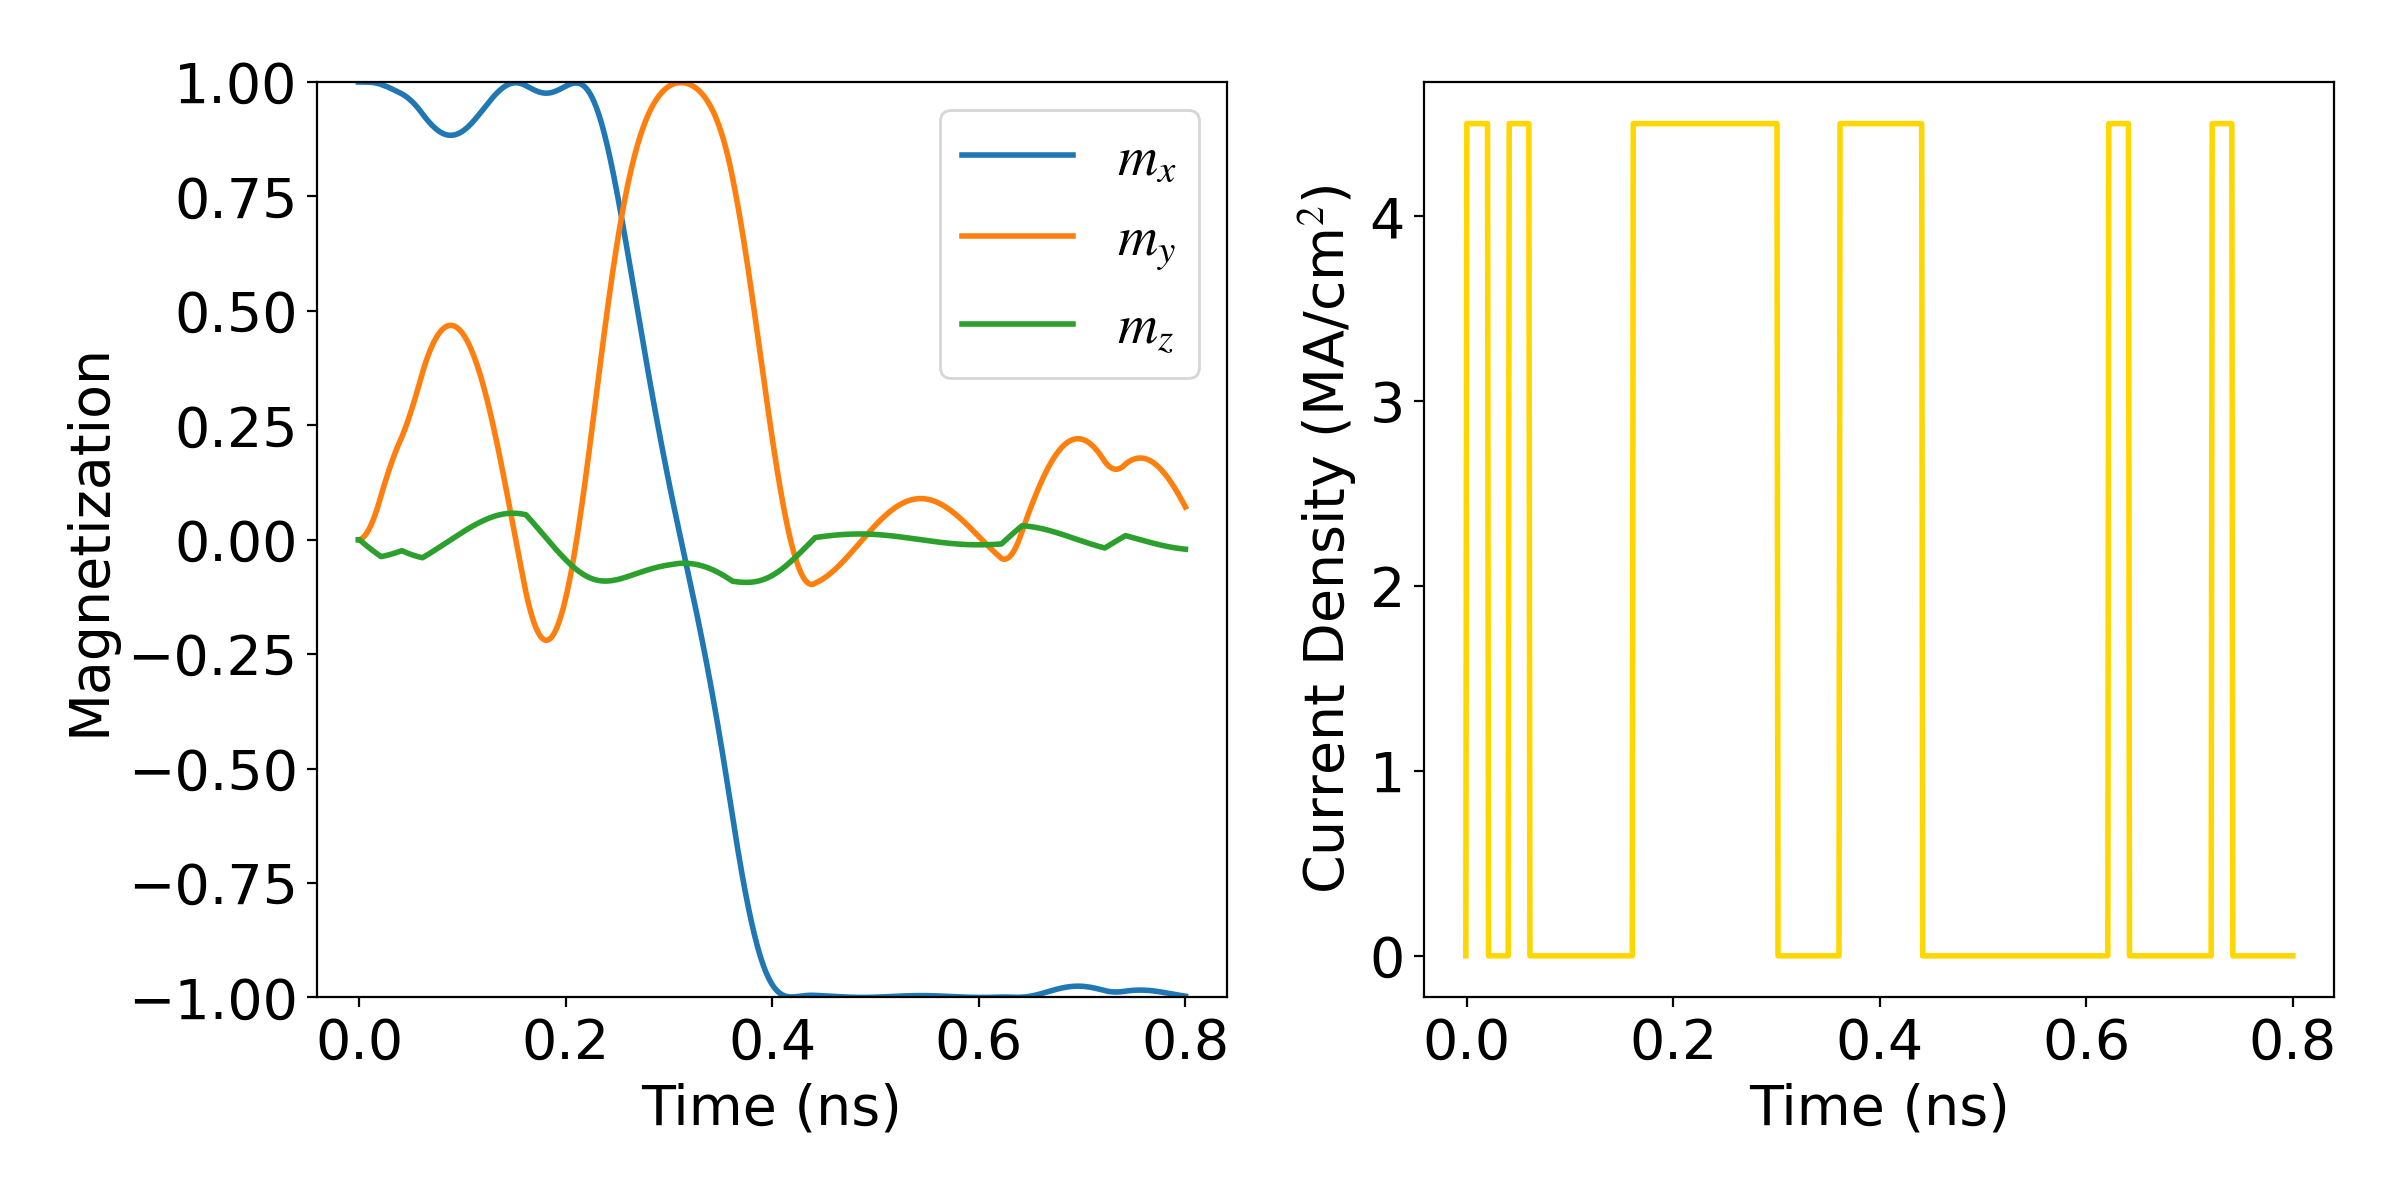 1.00
0.75
0.50
0.25
0.00
−0.25
−0.50
−0.75
−1.00
Magnetization
0.0 0.2 0.4 0.6 0.8
Time (ns)
m_x
m_y
m_z
4
3
2
1
0
Current Density (MA/cm²)
0.0 0.2 0.4 0.6 0.8
Time (ns)